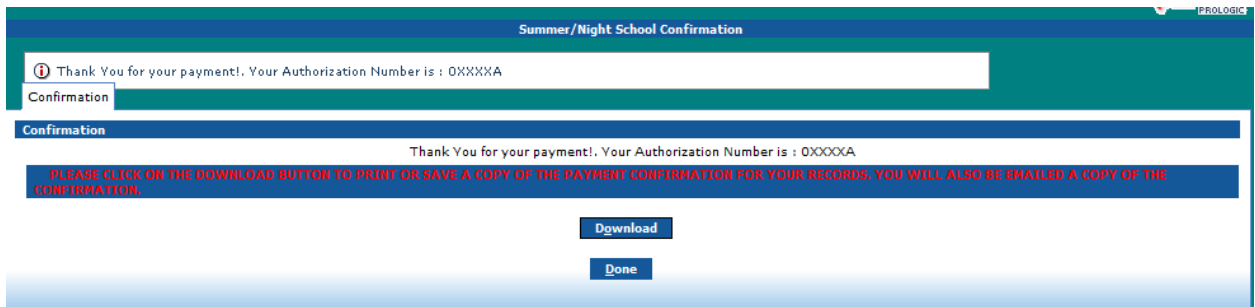 PROLOGIC
Summer/Night School Confirmation
Thank You for your payment!. Your Authorization Number is : 0XXXXA
Confirmation
Confirmation
Thank You for your payment!. Your Authorization Number is : 0XXXXA
PLEASE CLICK ON THE DOWNLOAD BUTTON TO PRINT OR SAVE A COPY OF THE PAYMENT CONFIRMATION FOR YOUR RECORDS. YOU WILL ALSO BE EMAILED A COPY OF THE
CONFIRMATION.
Download
Done